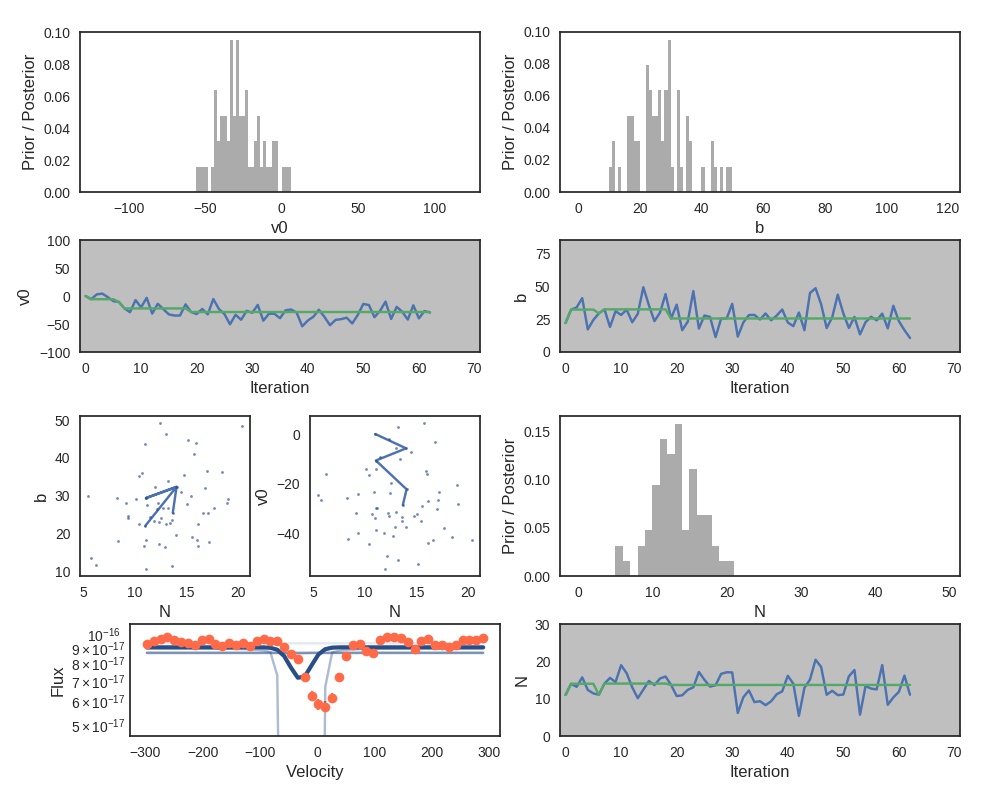 0.10
0.08
0.06
0.04
0.02
0.00
Prior / Posterior
−100 −50 0 50 100
v0
0.10
0.08
0.06
0.04
0.02
0.00
Prior / Posterior
0 20 40 60 80 100 120
b
100
50
0
−50
−100
v0
0 10 20 30 40 50 60 70
Iteration
75
50
25
0
b
0 10 20 30 40 50 60 70
Iteration
50
40
30
20
10
b
5 10 15 20
N
0
−20
−40
v0
5 10 15 20
N
0.15
0.10
0.05
0.00
Prior / Posterior
0 10 20 30 40 50
N
10⁻¹⁶
9×10⁻¹⁷
8×10⁻¹⁷
7×10⁻¹⁷
6×10⁻¹⁷
5×10⁻¹⁷
Flux
−300 −200 −100 0 100 200 300
Velocity
30
20
10
0
N
0 10 20 30 40 50 60 70
Iteration